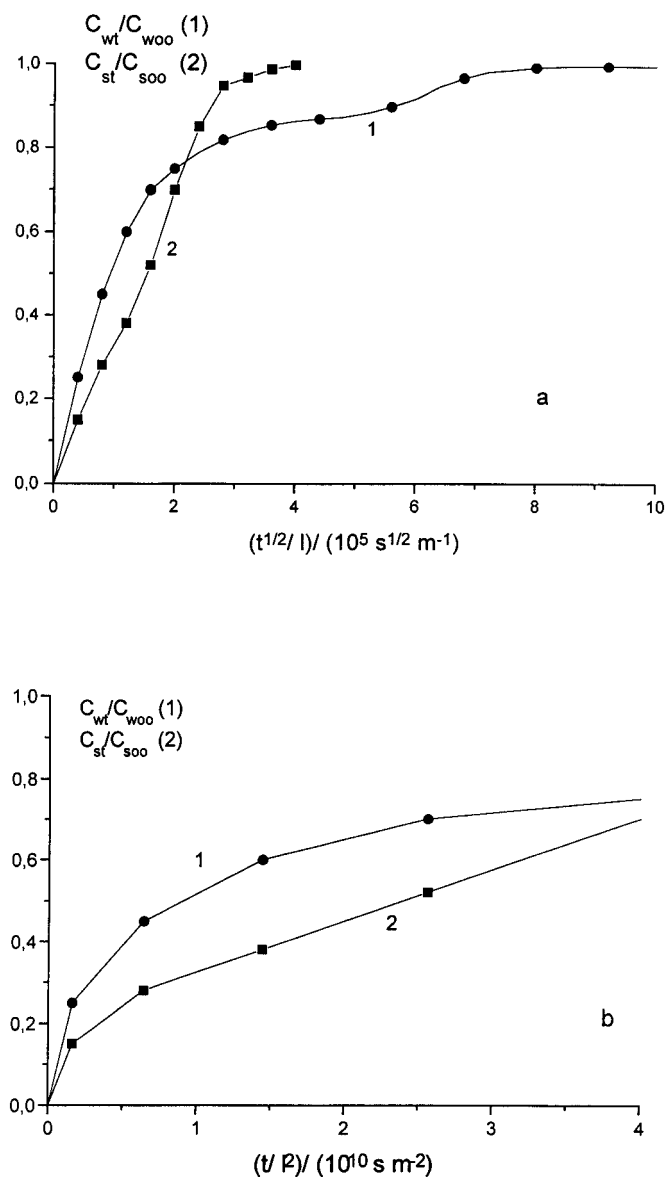 C_wt/C_woo (1)
C_st/C_soo (2)
1,0
0,8
0,6
0,4
0,2
0,0
1
2
a
0 2 4 6 8 10
(t^1/2/ l)/ (10^5 s^1/2 m^-1)
1,0
0,8
0,6
0,4
0,2
0,0
C_wt/C_woo (1)
C_st/C_soo (2)
1
2
b
0 1 2 3 4
(t/ l^2)/ (10^10 s m^-2)